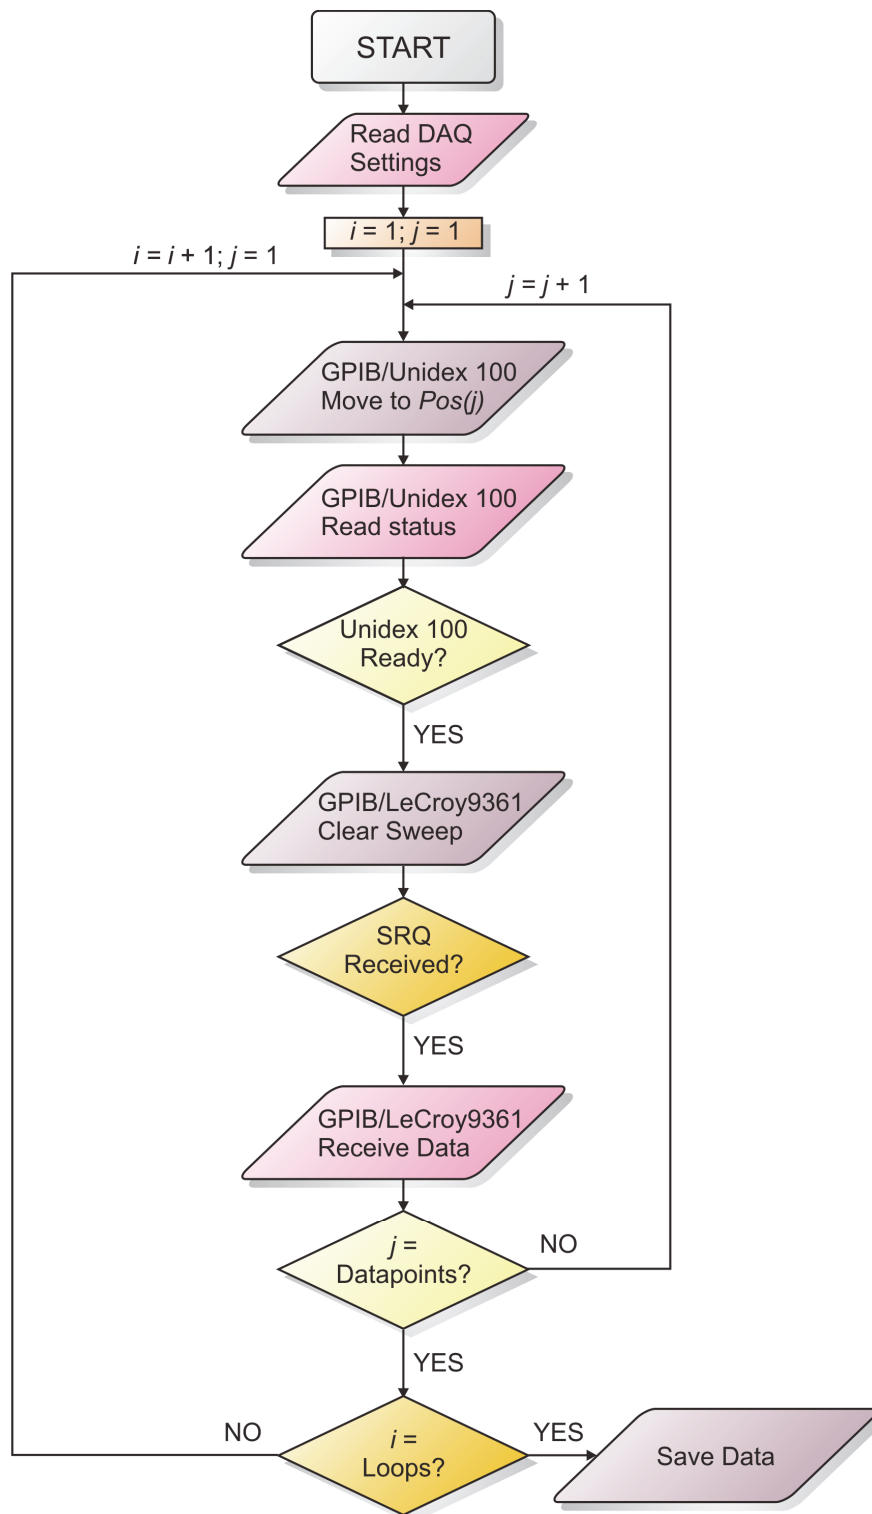 START
Read DAQ
Settings
i = 1; j = 1
i = i + 1; j = 1
j = j + 1
GPIB/Unidex 100
Move to Pos(j)
GPIB/Unidex 100
Read status
Unidex 100
Ready?
YES
GPIB/LeCroy9361
Clear Sweep
SRQ
Received?
YES
GPIB/LeCroy9361
Receive Data
j =
Datapoints?
NO
YES
NO
i =
Loops?
YES
Save Data